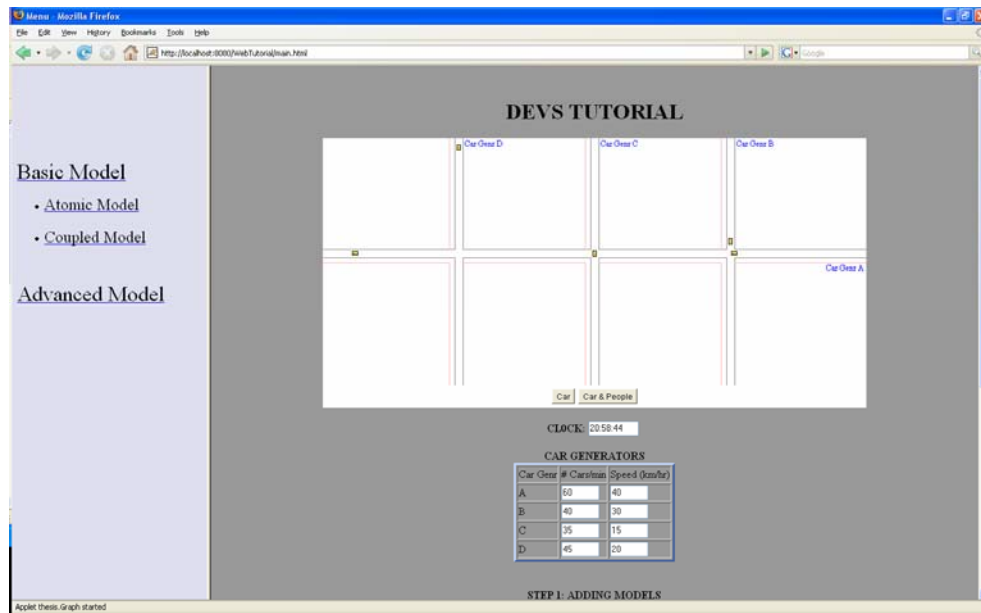 Menu - Mozilla Firefox
File Edit View History Bookmarks Tools Help
http://localhost:8080/WebTutorial/main.html
Google
Basic Model
• Atomic Model
• Coupled Model
Advanced Model
DEVS TUTORIAL
Car Genr D Car Genr C Car Genr B
Car Genr A
Car Car & People
CLOCK: 20:58:44
CAR GENERATORS
Car Genr # Cars/min Speed (km/hr)
A 60 40
B 40 30
C 35 15
D 45 20
STEP 1: ADDING MODELS
Applet thesis.Graph started